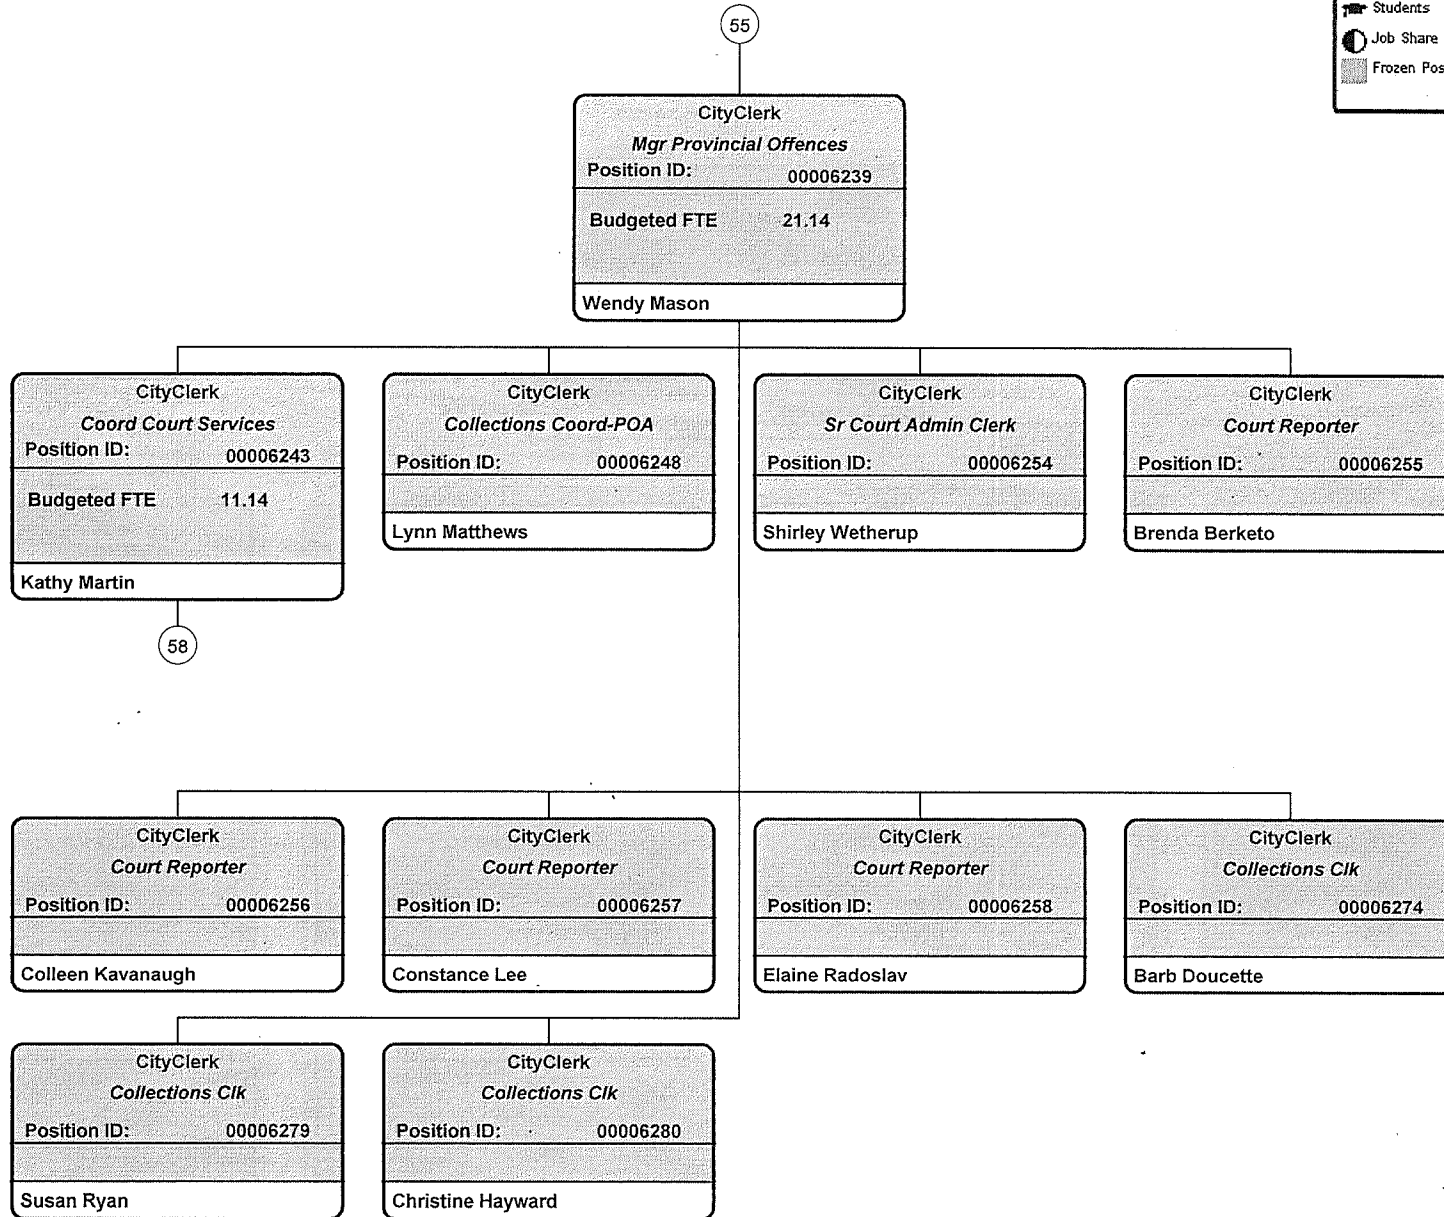 55
Students
Job Share
Frozen Pos
CityClerk
Mgr Provincial Offences
Position ID: 00006239
Budgeted FTE 21.14
Wendy Mason
CityClerk
Coord Court Services
Position ID: 00006243
Budgeted FTE 11.14
Kathy Martin
58
CityClerk
Collections Coord-POA
Position ID: 00006248
Lynn Matthews
CityClerk
Sr Court Admin Clerk
Position ID: 00006254
Shirley Wetherup
CityClerk
Court Reporter
Position ID: 00006255
Brenda Berketo
CityClerk
Court Reporter
Position ID: 00006256
Colleen Kavanaugh
CityClerk
Court Reporter
Position ID: 00006257
Constance Lee
CityClerk
Court Reporter
Position ID: 00006258
Elaine Radoslav
CityClerk
Collections Clk
Position ID: 00006274
Barb Doucette
CityClerk
Collections Clk
Position ID: 00006279
Susan Ryan
CityClerk
Collections Clk
Position ID: 00006280
Christine Hayward